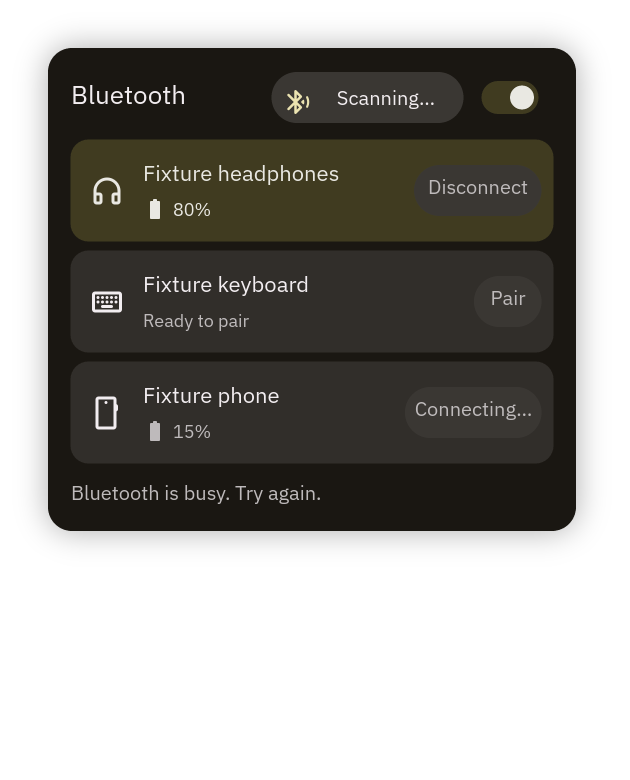 Bluetooth
Scanning...
Fixture headphones
Disconnect
80%
Fixture keyboard
Pair
Ready to pair
Fixture phone
Connecting...
15%
Bluetooth is busy. Try again.